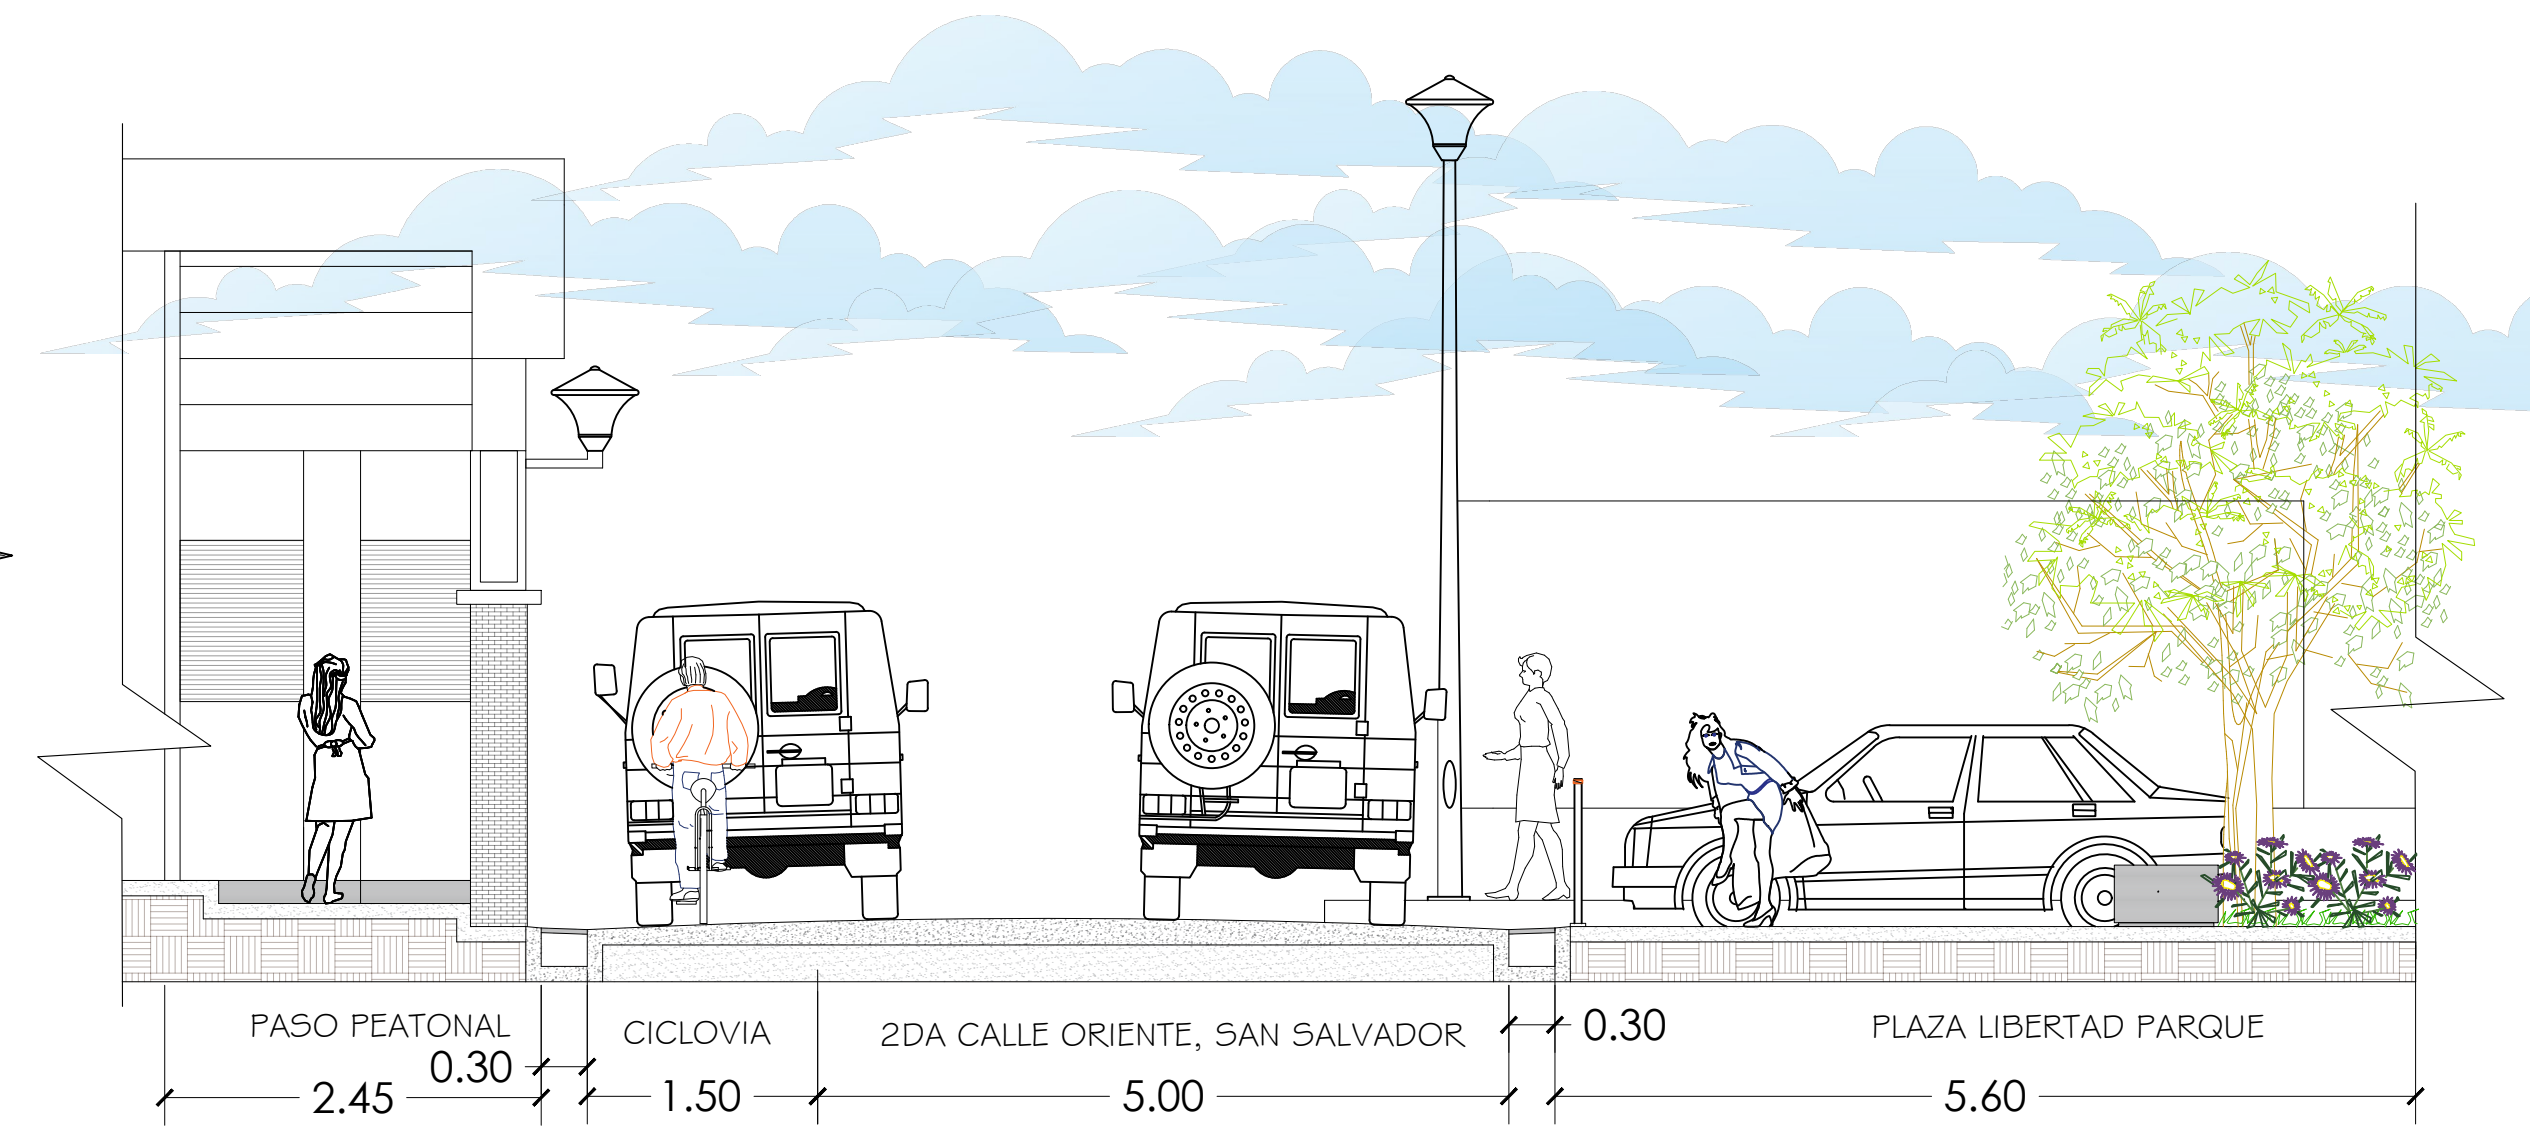 PASO PEATONAL
0.30
2.45
CICLOVIA
1.50
2DA CALLE ORIENTE, SAN SALVADOR
5.00
0.30
PLAZA LIBERTAD PARQUE
5.60